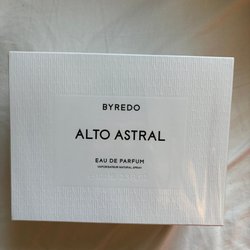 BYREDO
ALTO ASTRAL
EAU DE PARFUM
VAPORISATEUR NATURAL SPRAY